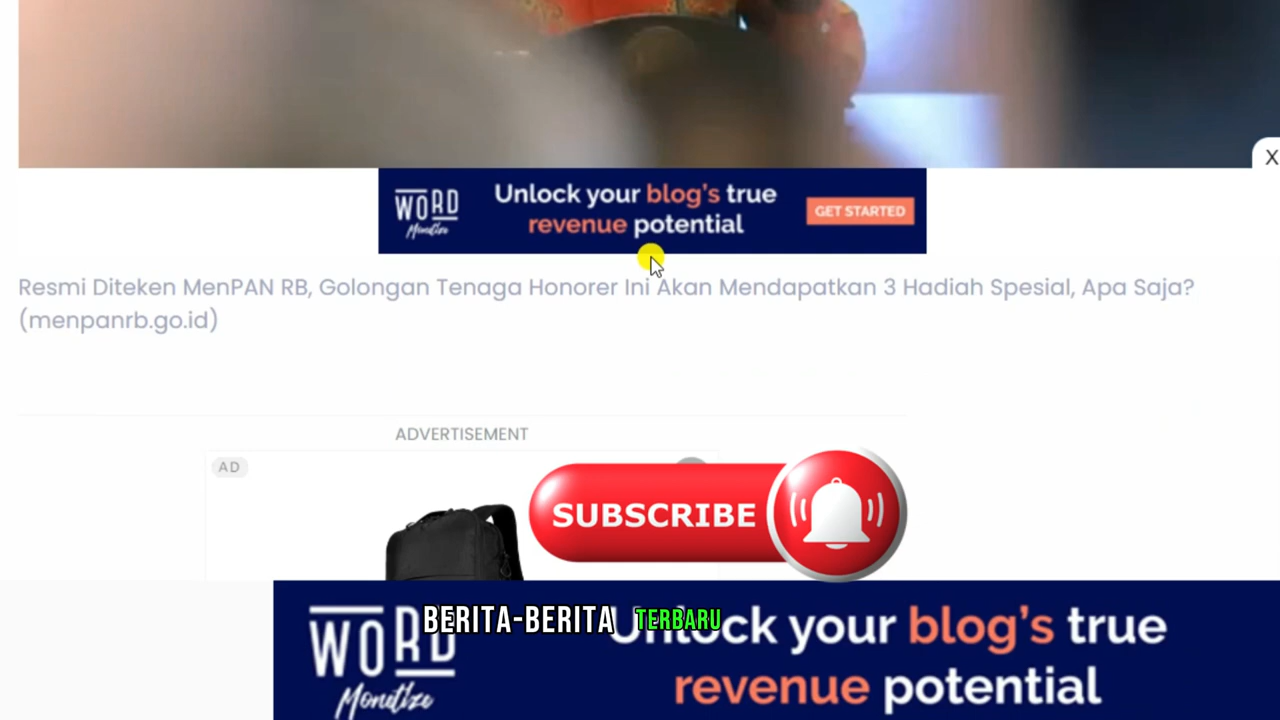 X
WORD
Monetize
Unlock your blog's true
revenue potential
GET STARTED
Resmi Diteken MenPAN RB, Golongan Tenaga Honorer Ini Akan Mendapatkan 3 Hadiah Spesial, Apa Saja?
(menpanrb.go.id)
ADVERTISEMENT
AD
SUBSCRIBE
BERITA-BERITA TERBARU
WORD
Monetize
Unlock your blog's true
revenue potential